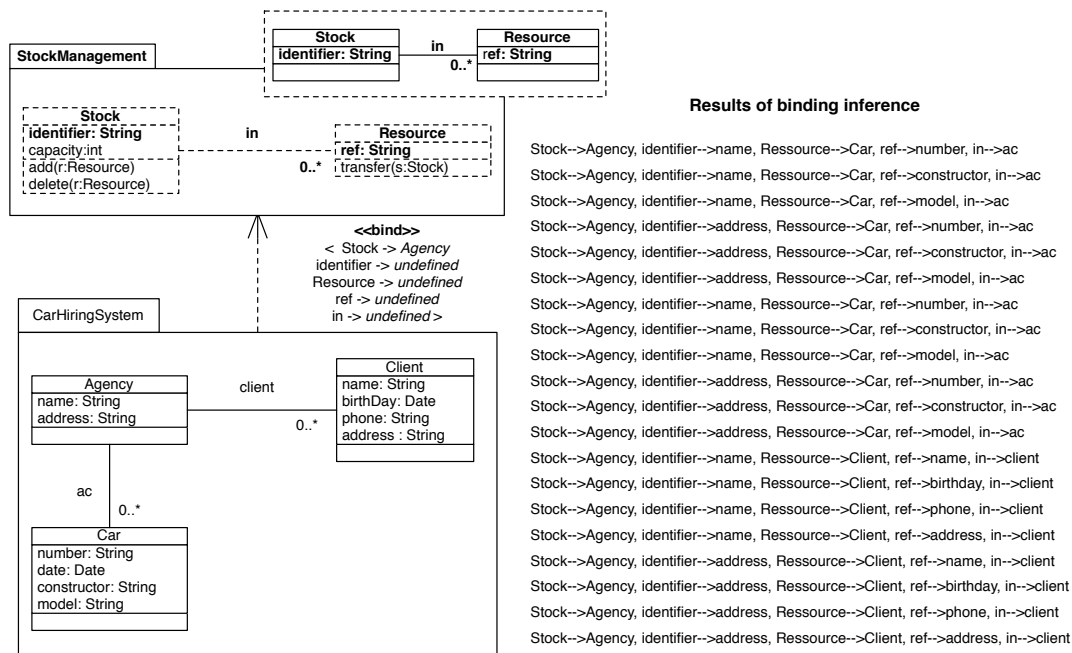 Stock
identifier: String
in
0..*
Resource
ref: String
StockManagement
Stock
identifier: String
capacity:int
add(r:Resource)
delete(r:Resource)
in
0..*
Resource
ref: String
transfer(s:Stock)
<<bind>>
< Stock -> Agency
identifier -> undefined
Resource -> undefined
ref -> undefined
in -> undefined >
CarHiringSystem
Agency
name: String
address: String
client
0..*
Client
name: String
birthDay: Date
phone: String
address : String
ac
0..*
Car
number: String
date: Date
constructor: String
model: String
Results of binding inference
Stock-->Agency, identifier-->name, Ressource-->Car, ref-->number, in-->ac
Stock-->Agency, identifier-->name, Ressource-->Car, ref-->constructor, in-->ac
Stock-->Agency, identifier-->name, Ressource-->Car, ref-->model, in-->ac
Stock-->Agency, identifier-->address, Ressource-->Car, ref-->number, in-->ac
Stock-->Agency, identifier-->address, Ressource-->Car, ref-->constructor, in-->ac
Stock-->Agency, identifier-->address, Ressource-->Car, ref-->model, in-->ac
Stock-->Agency, identifier-->name, Ressource-->Car, ref-->number, in-->ac
Stock-->Agency, identifier-->name, Ressource-->Car, ref-->constructor, in-->ac
Stock-->Agency, identifier-->name, Ressource-->Car, ref-->model, in-->ac
Stock-->Agency, identifier-->address, Ressource-->Car, ref-->number, in-->ac
Stock-->Agency, identifier-->address, Ressource-->Car, ref-->constructor, in-->ac
Stock-->Agency, identifier-->address, Ressource-->Car, ref-->model, in-->ac
Stock-->Agency, identifier-->name, Ressource-->Client, ref-->name, in-->client
Stock-->Agency, identifier-->name, Ressource-->Client, ref-->birthday, in-->client
Stock-->Agency, identifier-->name, Ressource-->Client, ref-->phone, in-->client
Stock-->Agency, identifier-->name, Ressource-->Client, ref-->address, in-->client
Stock-->Agency, identifier-->address, Ressource-->Client, ref-->name, in-->client
Stock-->Agency, identifier-->address, Ressource-->Client, ref-->birthday, in-->client
Stock-->Agency, identifier-->address, Ressource-->Client, ref-->phone, in-->client
Stock-->Agency, identifier-->address, Ressource-->Client, ref-->address, in-->client